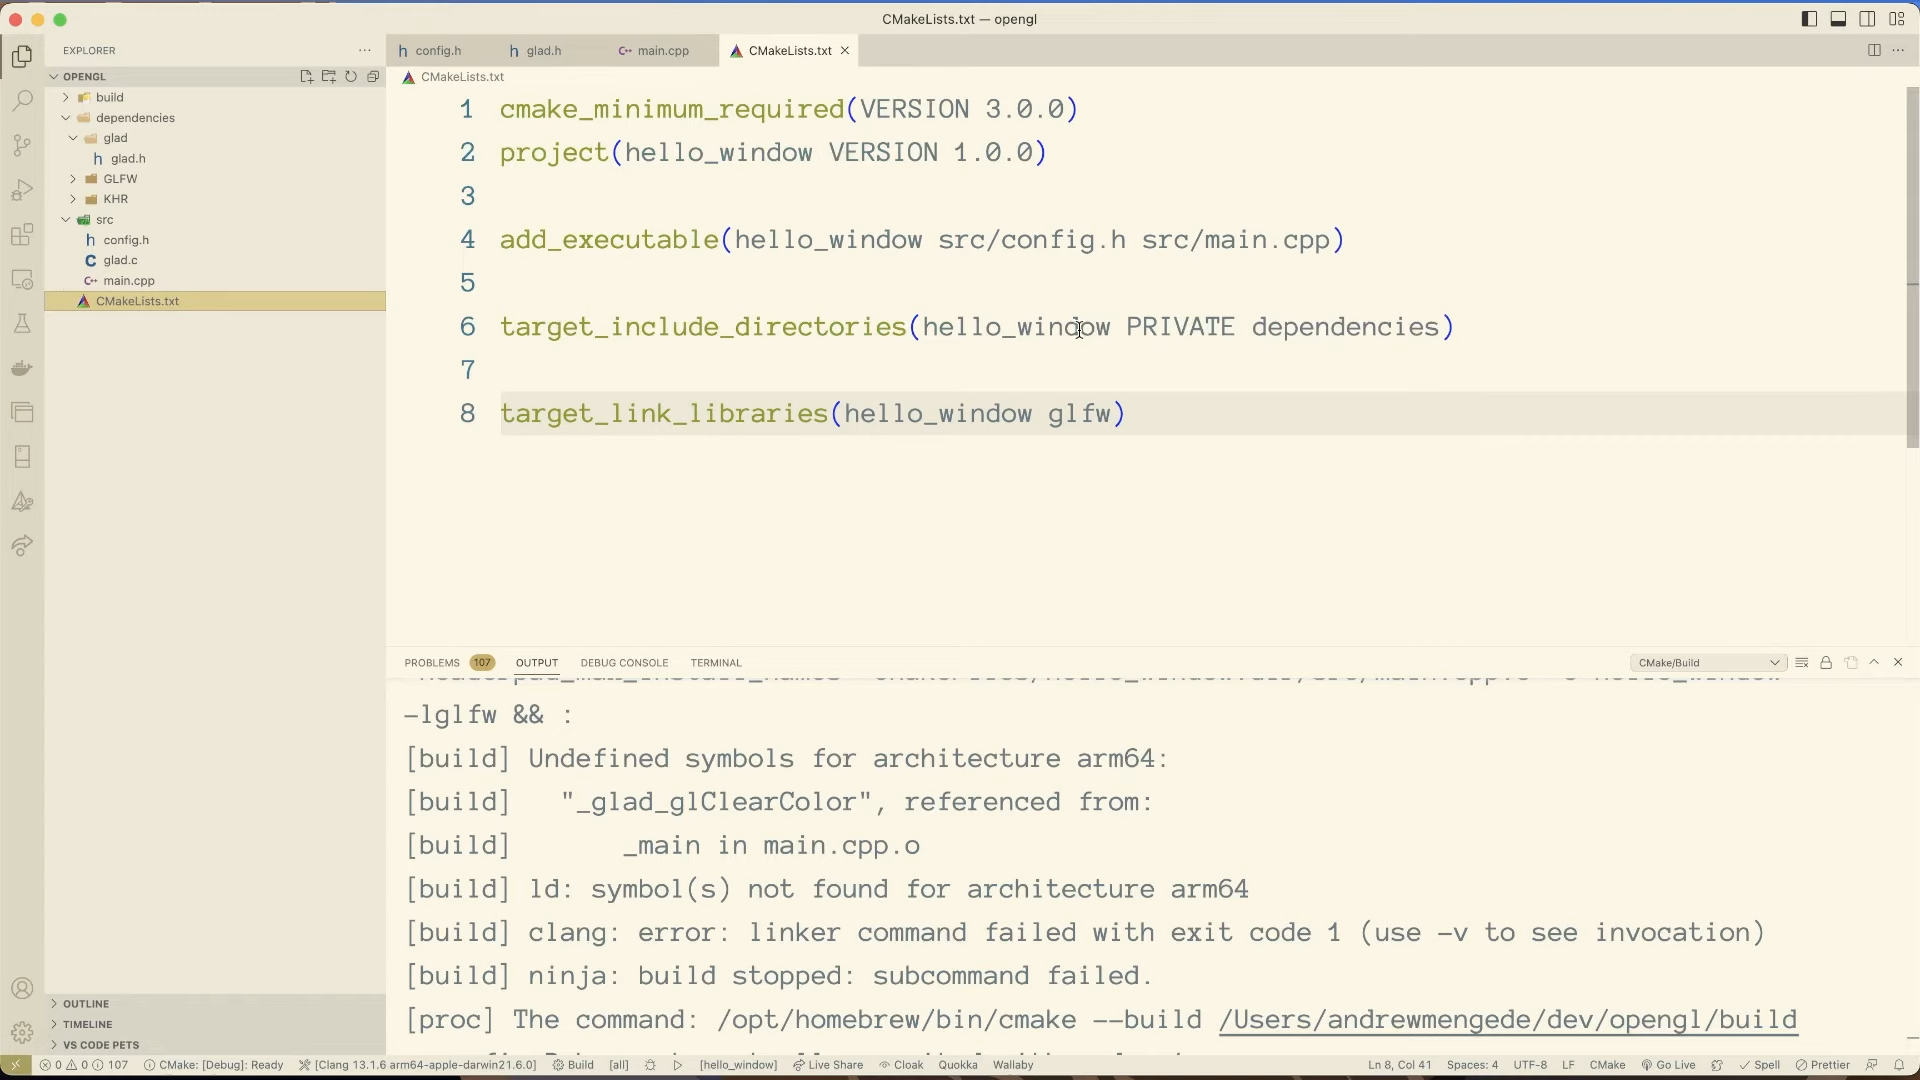 CMakeLists.txt — opengl
EXPLORER
OPENGL
build
dependencies
glad
glad.h
GLFW
KHR
src
config.h
glad.c
main.cpp
CMakeLists.txt
OUTLINE
TIMELINE
VS CODE PETS
config.h
glad.h
main.cpp
CMakeLists.txt
CMakeLists.txt
1 cmake_minimum_required(VERSION 3.0.0)
2 project(hello_window VERSION 1.0.0)
3
4 add_executable(hello_window src/config.h src/main.cpp)
5
6 target_include_directories(hello_window PRIVATE dependencies)
7
8 target_link_libraries(hello_window glfw)
PROBLEMS 107 OUTPUT DEBUG CONSOLE TERMINAL CMake/Build
-lglfw && :
[build] Undefined symbols for architecture arm64:
[build] "_glad_glClearColor", referenced from:
[build] _main in main.cpp.o
[build] ld: symbol(s) not found for architecture arm64
[build] clang: error: linker command failed with exit code 1 (use -v to see invocation)
[build] ninja: build stopped: subcommand failed.
[proc] The command: /opt/homebrew/bin/cmake --build /Users/andrewmengede/dev/opengl/build
0 0 107 CMake: [Debug]: Ready [Clang 13.1.6 arm64-apple-darwin21.6.0] Build [all] [hello_window] Live Share Cloak Quokka Wallaby Ln 8, Col 41 Spaces: 4 UTF-8 LF CMake Go Live Spell Prettier